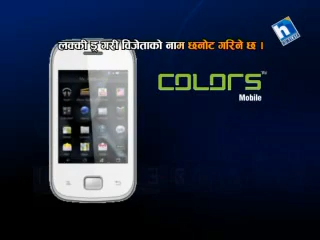 लक्की ड्र गरी विजेताको नाम छनोट गरिने छ ।
COLORS
Mobile